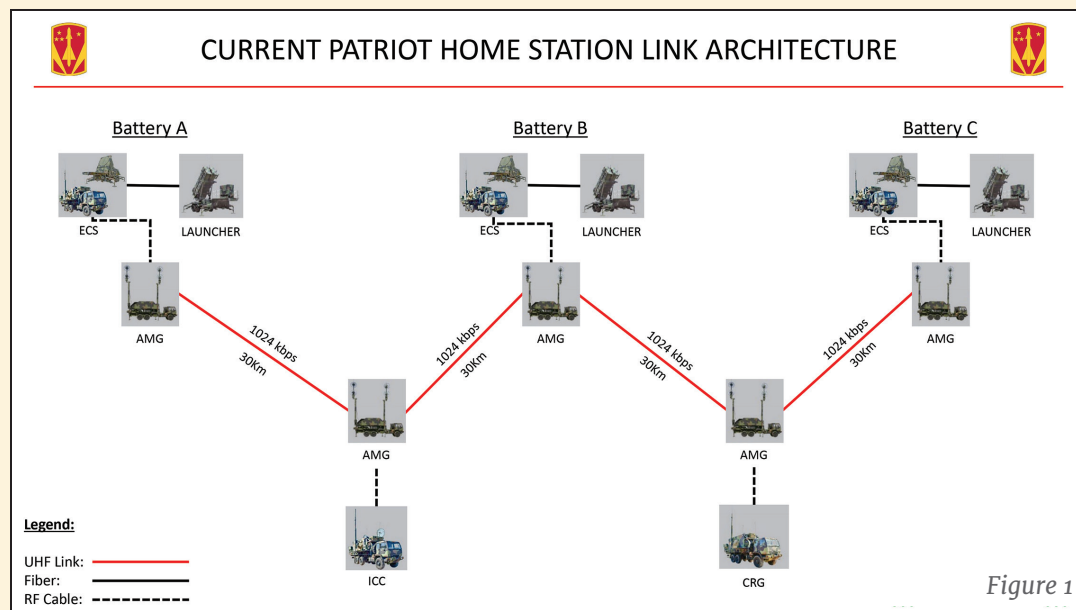 CURRENT PATRIOT HOME STATION LINK ARCHITECTURE
Battery A
Battery B
Battery C
ECS
LAUNCHER
ECS
LAUNCHER
ECS
LAUNCHER
AMG
AMG
AMG
1024 kbps
30Km
1024 kbps
30Km
1024 kbps
30Km
1024 kbps
30Km
AMG
AMG
ICC
CRG
Legend:
UHF Link:
Fiber:
RF Cable:
Figure 1